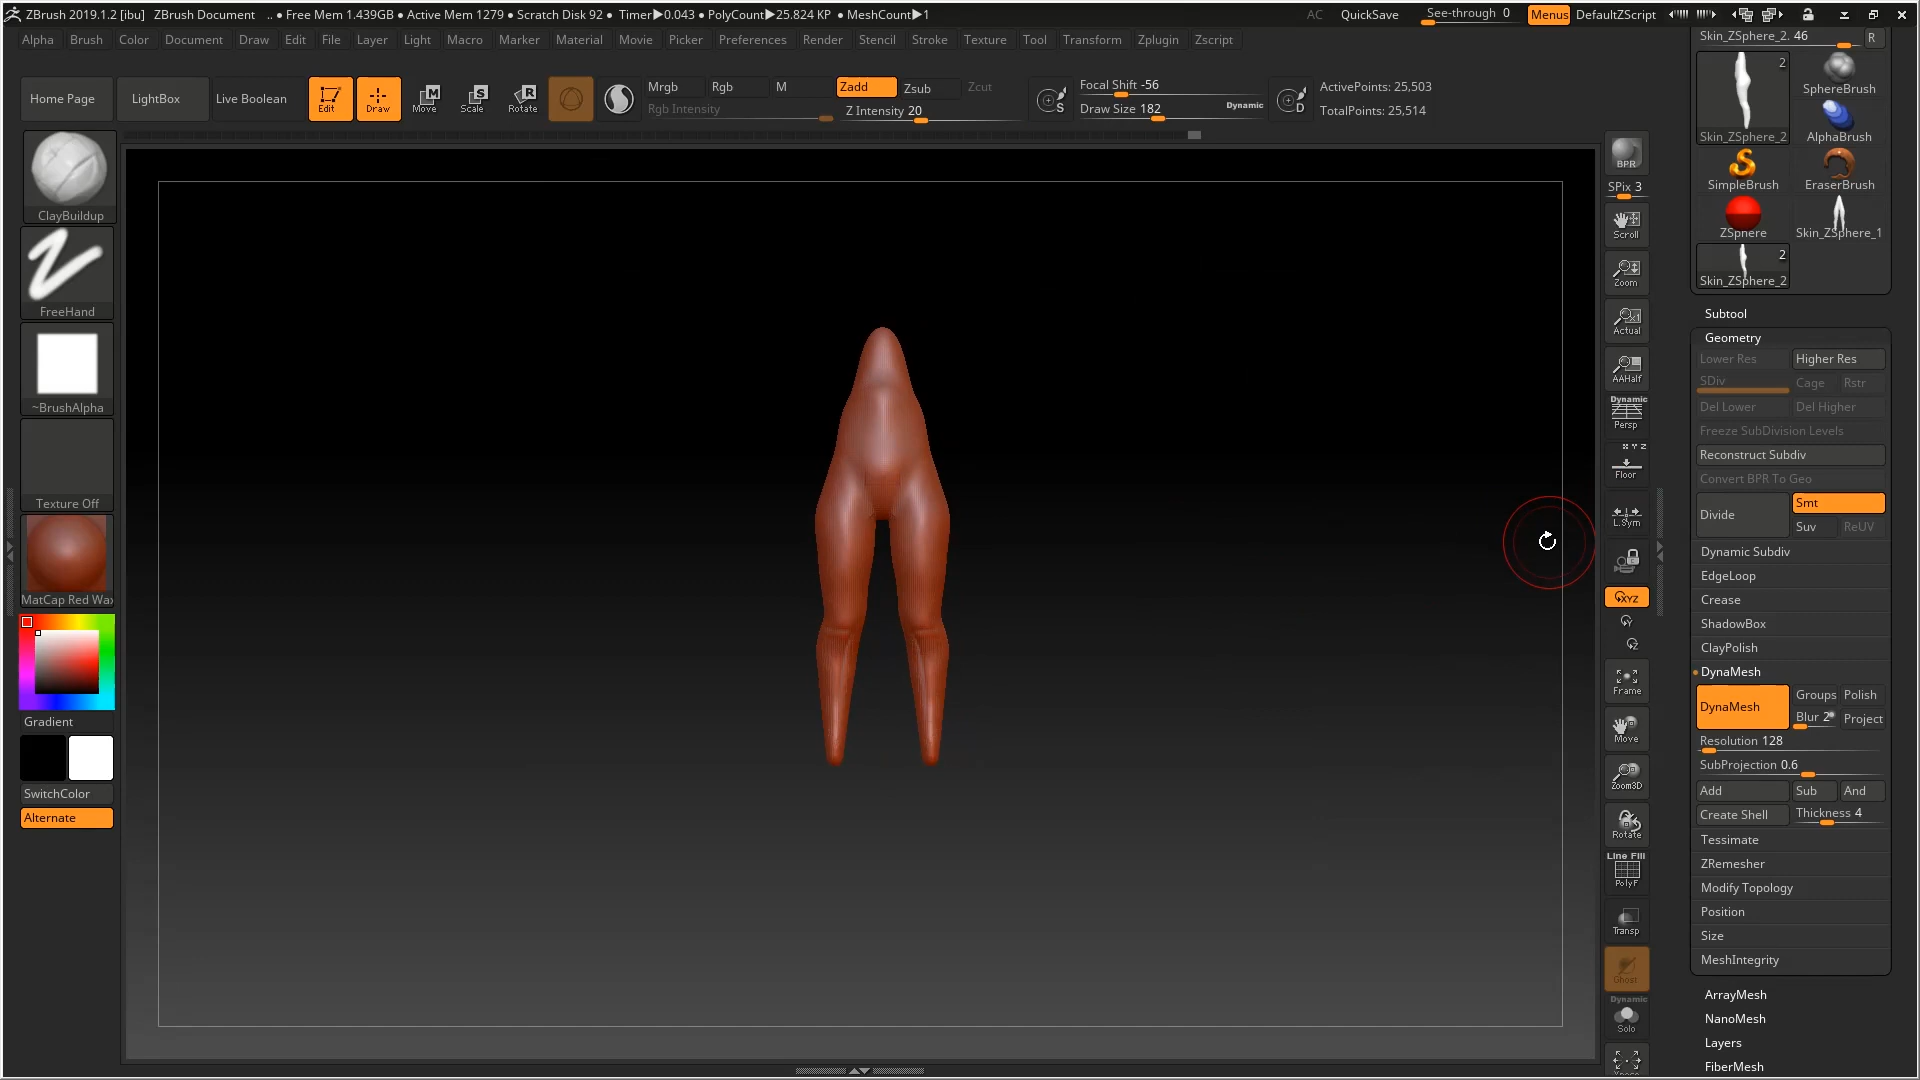 ZBrush 2019.1.2 [ibu] ZBrush Document .. • Free Mem 1.439GB • Active Mem 1279 • Scratch Disk 92 • Timer▶0.043 • PolyCount▶25.824 KP • MeshCount▶1 AC QuickSave See-through 0 Menus DefaultZScript
Alpha Brush Color Document Draw Edit File Layer Light Macro Marker Material Movie Picker Preferences Render Stencil Stroke Texture Tool Transform Zplugin Zscript
Home Page LightBox Live Boolean Edit Draw Move Scale Rotate
Mrgb Rgb M Zadd Zsub Zcut
Rgb Intensity Z Intensity 20
Focal Shift -56
Draw Size 182 Dynamic
S D
ActivePoints: 25,503
TotalPoints: 25,514
ClayBuildup
FreeHand
~BrushAlpha
Texture Off
MatCap Red Wax
Gradient
SwitchColor
Alternate
BPR
SPix 3
Scroll
Zoom
Actual
AAHalf
Dynamic
Persp
X Y Z
Floor
L.Sym
XYZ
Y
Z
Frame
Move
Zoom3D
Rotate
Line Fill
PolyF
Transp
Ghost
Dynamic
Solo
Skin_ZSphere_2. 46 R
2
Skin_ZSphere_2 SphereBrush
AlphaBrush
SimpleBrush EraserBrush
ZSphere Skin_ZSphere_1
2
Skin_ZSphere_2
Subtool
Geometry
Lower Res Higher Res
SDiv Cage Rstr
Del Lower Del Higher
Freeze SubDivision Levels
Reconstruct Subdiv
Convert BPR To Geo
Divide Smt
Suv ReUV
Dynamic Subdiv
EdgeLoop
Crease
ShadowBox
ClayPolish
DynaMesh
DynaMesh Groups Polish
Blur 2 Project
Resolution 128
SubProjection 0.6
Add Sub And
Create Shell Thickness 4
Tessimate
ZRemesher
Modify Topology
Position
Size
MeshIntegrity
ArrayMesh
NanoMesh
Layers
FiberMesh